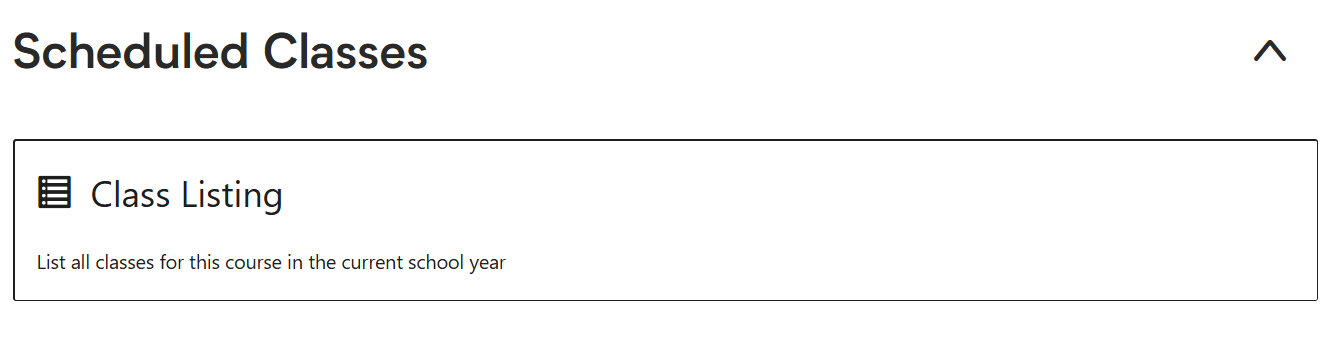 Scheduled Classes
Class Listing
List all classes for this course in the current school year